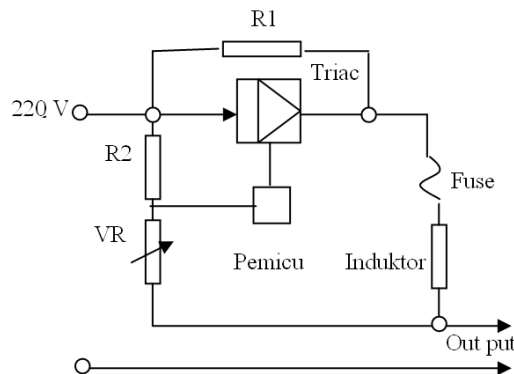 R1
Triac
220 V
R2
Fuse
VR
Pemicu
Induktor
Out put